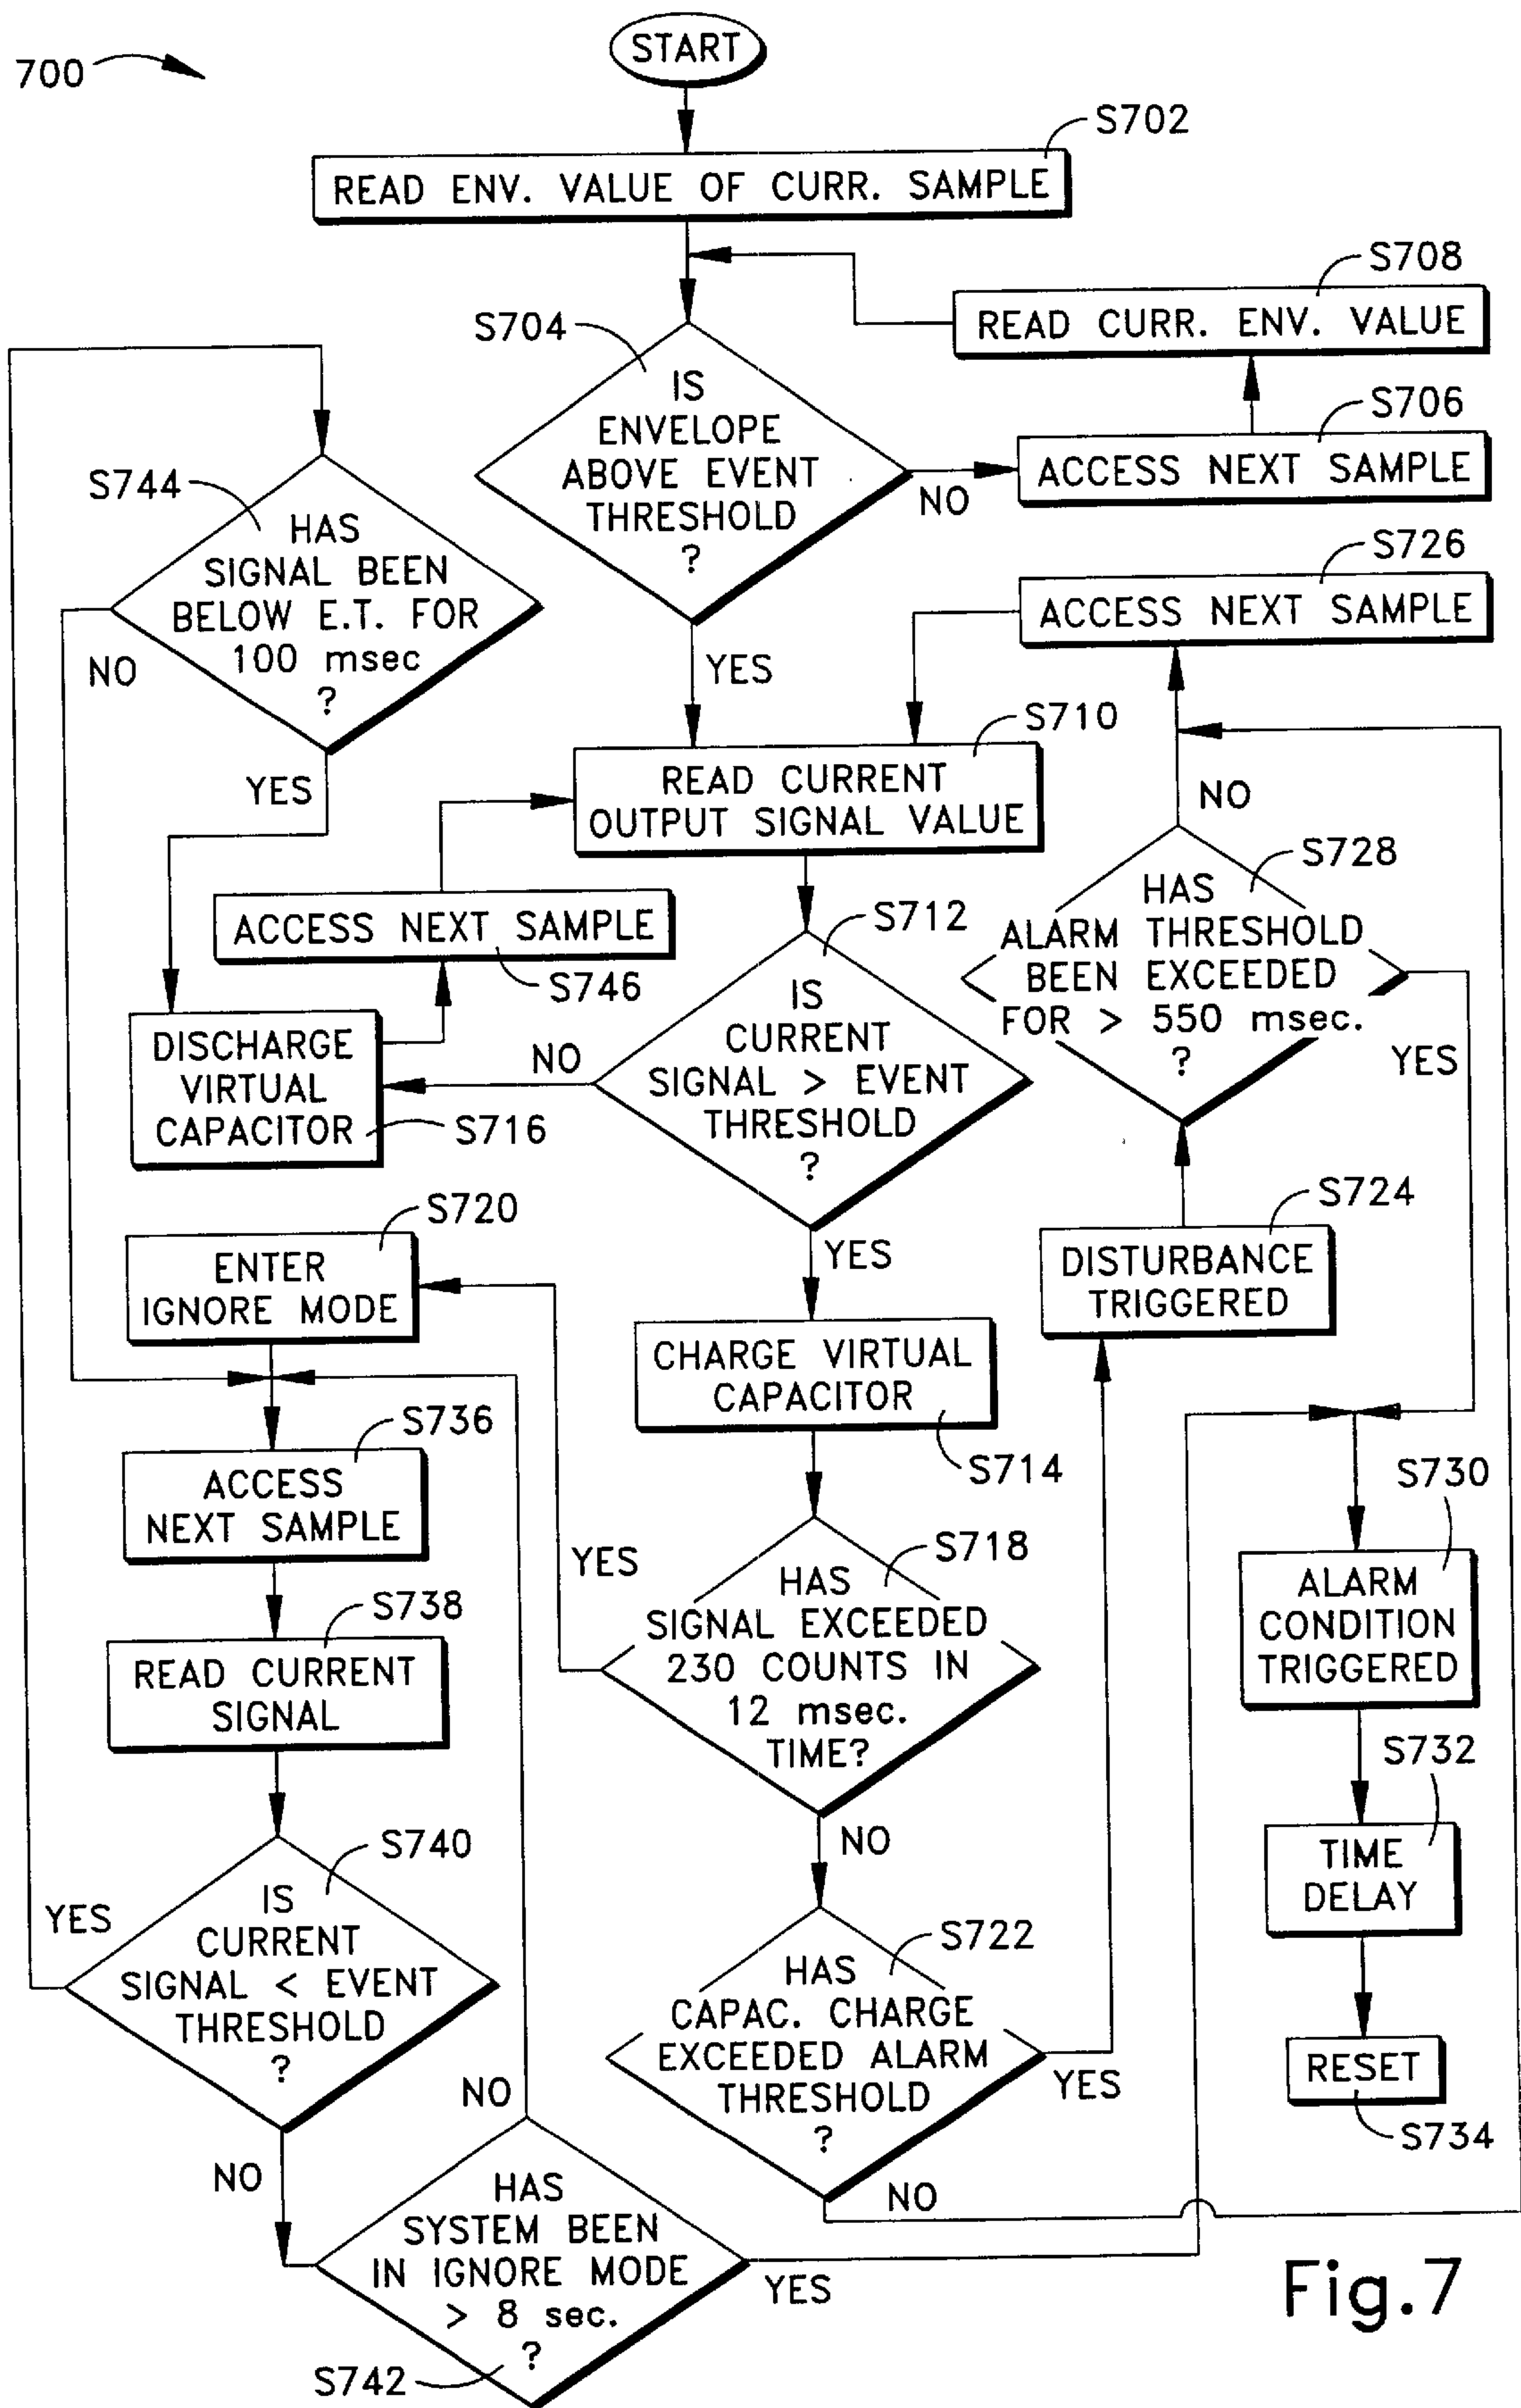 700
START
S702
READ ENV. VALUE OF CURR. SAMPLE
S708
READ CURR. ENV. VALUE
S704
IS
ENVELOPE
ABOVE EVENT
THRESHOLD
?
NO
S706
ACCESS NEXT SAMPLE
YES
S744
HAS
SIGNAL BEEN
BELOW E.T. FOR
100 msec
?
NO
YES
S726
ACCESS NEXT SAMPLE
S710
READ CURRENT
OUTPUT SIGNAL VALUE
NO
S728
HAS
ALARM THRESHOLD
BEEN EXCEEDED
FOR > 550 msec.
?
YES
ACCESS NEXT SAMPLE
S746
S712
IS
CURRENT
SIGNAL > EVENT
THRESHOLD
?
NO
YES
DISCHARGE
VIRTUAL
CAPACITOR
S716
S724
DISTURBANCE
TRIGGERED
S720
ENTER
IGNORE MODE
CHARGE VIRTUAL
CAPACITOR
S714
S736
ACCESS
NEXT SAMPLE
S730
ALARM
CONDITION
TRIGGERED
YES
S718
HAS
SIGNAL EXCEEDED
230 COUNTS IN
12 msec.
TIME?
NO
S738
READ CURRENT
SIGNAL
S732
TIME
DELAY
S740
IS
CURRENT
SIGNAL < EVENT
THRESHOLD
?
YES
NO
S722
HAS
CAPAC. CHARGE
EXCEEDED ALARM
THRESHOLD
?
YES
NO
RESET
S734
NO
HAS
SYSTEM BEEN
IN IGNORE MODE
> 8 sec.
?
YES
S742
Fig.7